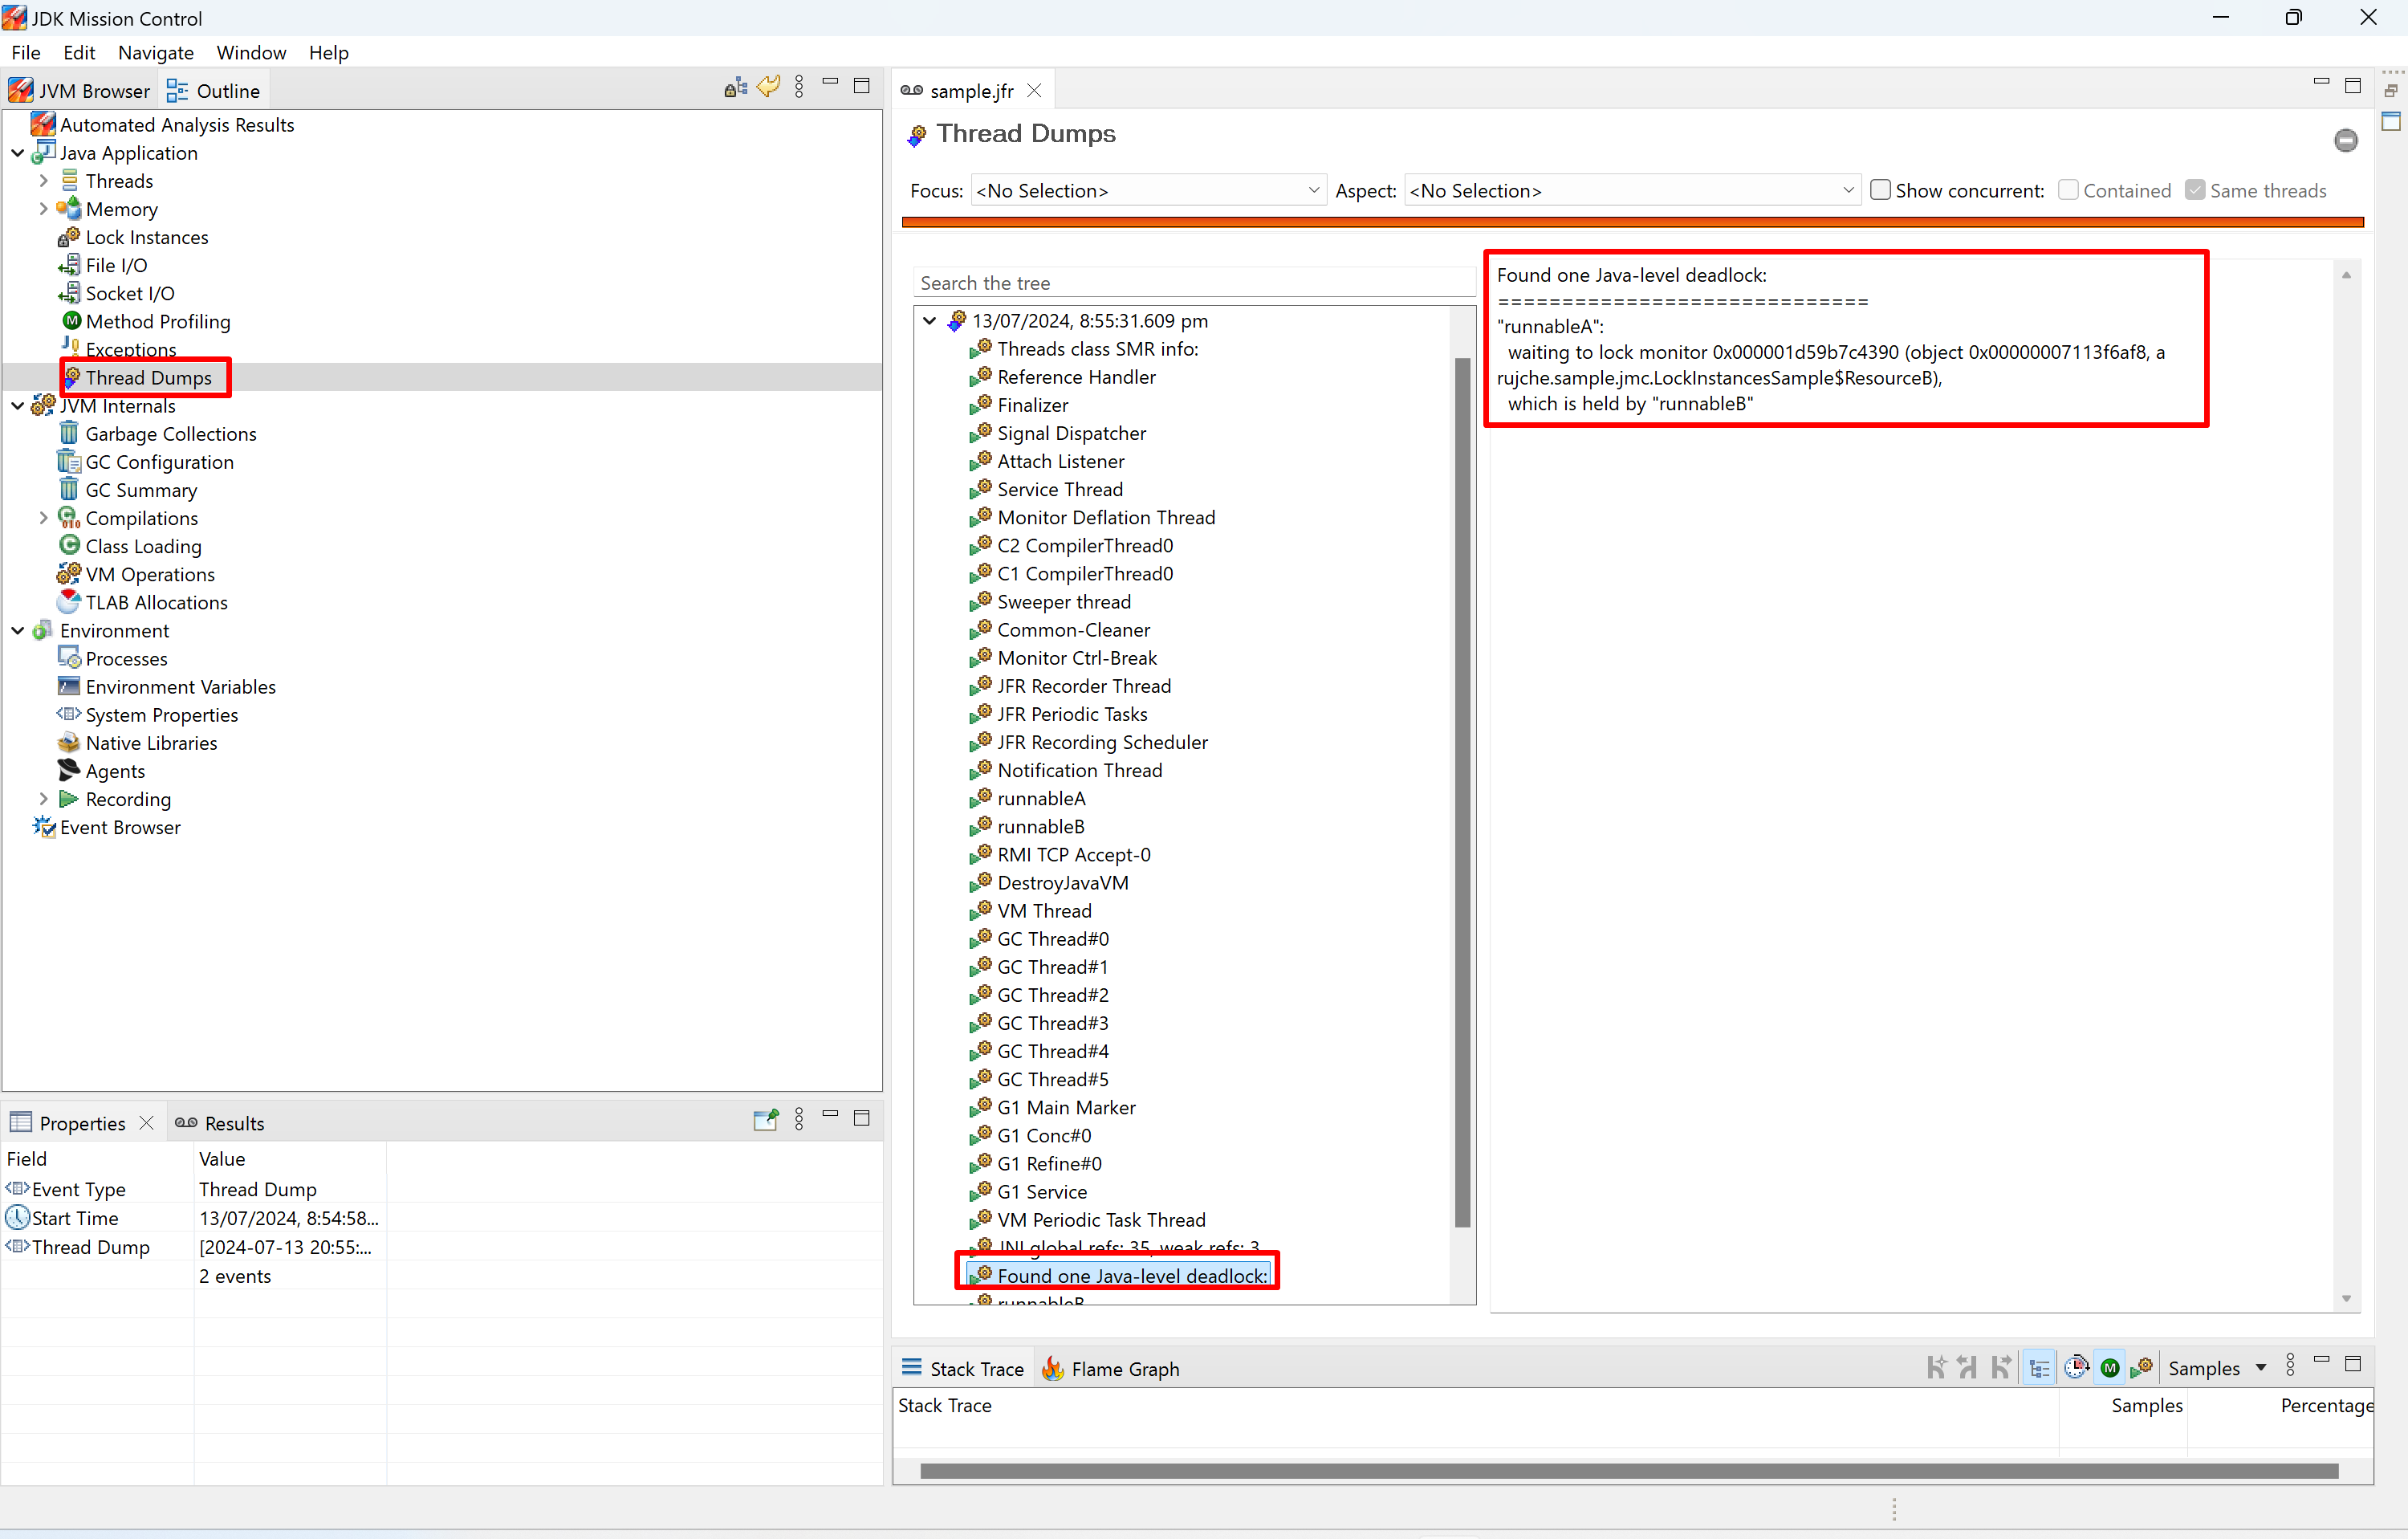 JDK Mission Control
File Edit Navigate Window Help
JVM Browser Outline
Automated Analysis Results
Java Application
Threads
Memory
Lock Instances
File I/O
Socket I/O
Method Profiling
Exceptions
Thread Dumps
JVM Internals
Garbage Collections
GC Configuration
GC Summary
Compilations
Class Loading
VM Operations
TLAB Allocations
Environment
Processes
Environment Variables
System Properties
Native Libraries
Agents
Recording
Event Browser
Properties Results
Field Value
Event Type Thread Dump
Start Time 13/07/2024, 8:54:58...
Thread Dump [2024-07-13 20:55:...
2 events
sample.jfr
Thread Dumps
Focus: <No Selection> Aspect: <No Selection> Show concurrent: Contained Same threads
Search the tree
13/07/2024, 8:55:31.609 pm
Threads class SMR info:
Reference Handler
Finalizer
Signal Dispatcher
Attach Listener
Service Thread
Monitor Deflation Thread
C2 CompilerThread0
C1 CompilerThread0
Sweeper thread
Common-Cleaner
Monitor Ctrl-Break
JFR Recorder Thread
JFR Periodic Tasks
JFR Recording Scheduler
Notification Thread
runnableA
runnableB
RMI TCP Accept-0
DestroyJavaVM
VM Thread
GC Thread#0
GC Thread#1
GC Thread#2
GC Thread#3
GC Thread#4
GC Thread#5
G1 Main Marker
G1 Conc#0
G1 Refine#0
G1 Service
VM Periodic Task Thread
JNI global refs: 35, weak refs: 3
Found one Java-level deadlock:
runnableB
Found one Java-level deadlock:
=============================
"runnableA":
waiting to lock monitor 0x000001d59b7c4390 (object 0x00000007113f6af8, a
rujche.sample.jmc.LockInstancesSample$ResourceB),
which is held by "runnableB"
Stack Trace Flame Graph Samples
Stack Trace Samples Percentage